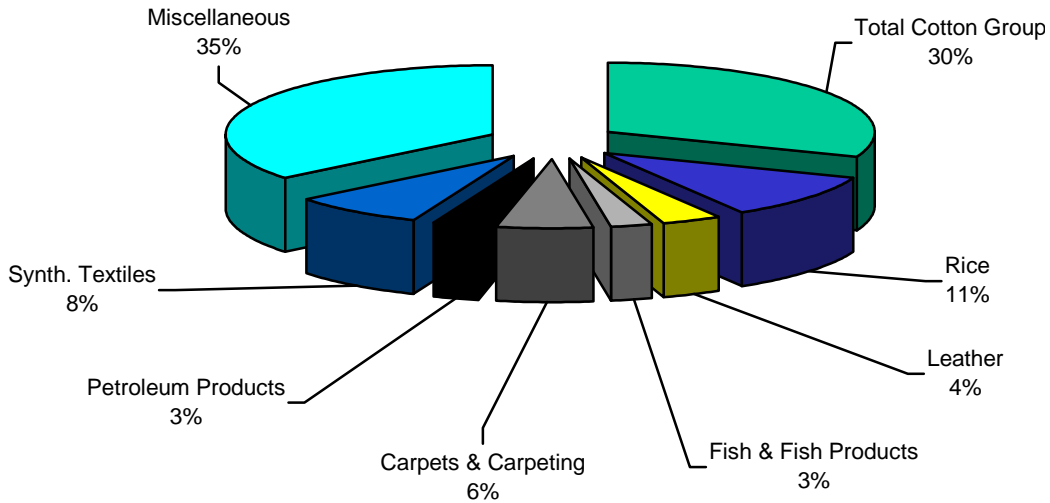 Miscellaneous
35%
Total Cotton Group
30%
Rice
11%
Leather
4%
Fish & Fish Products
3%
Carpets & Carpeting
6%
Petroleum Products
3%
Synth. Textiles
8%